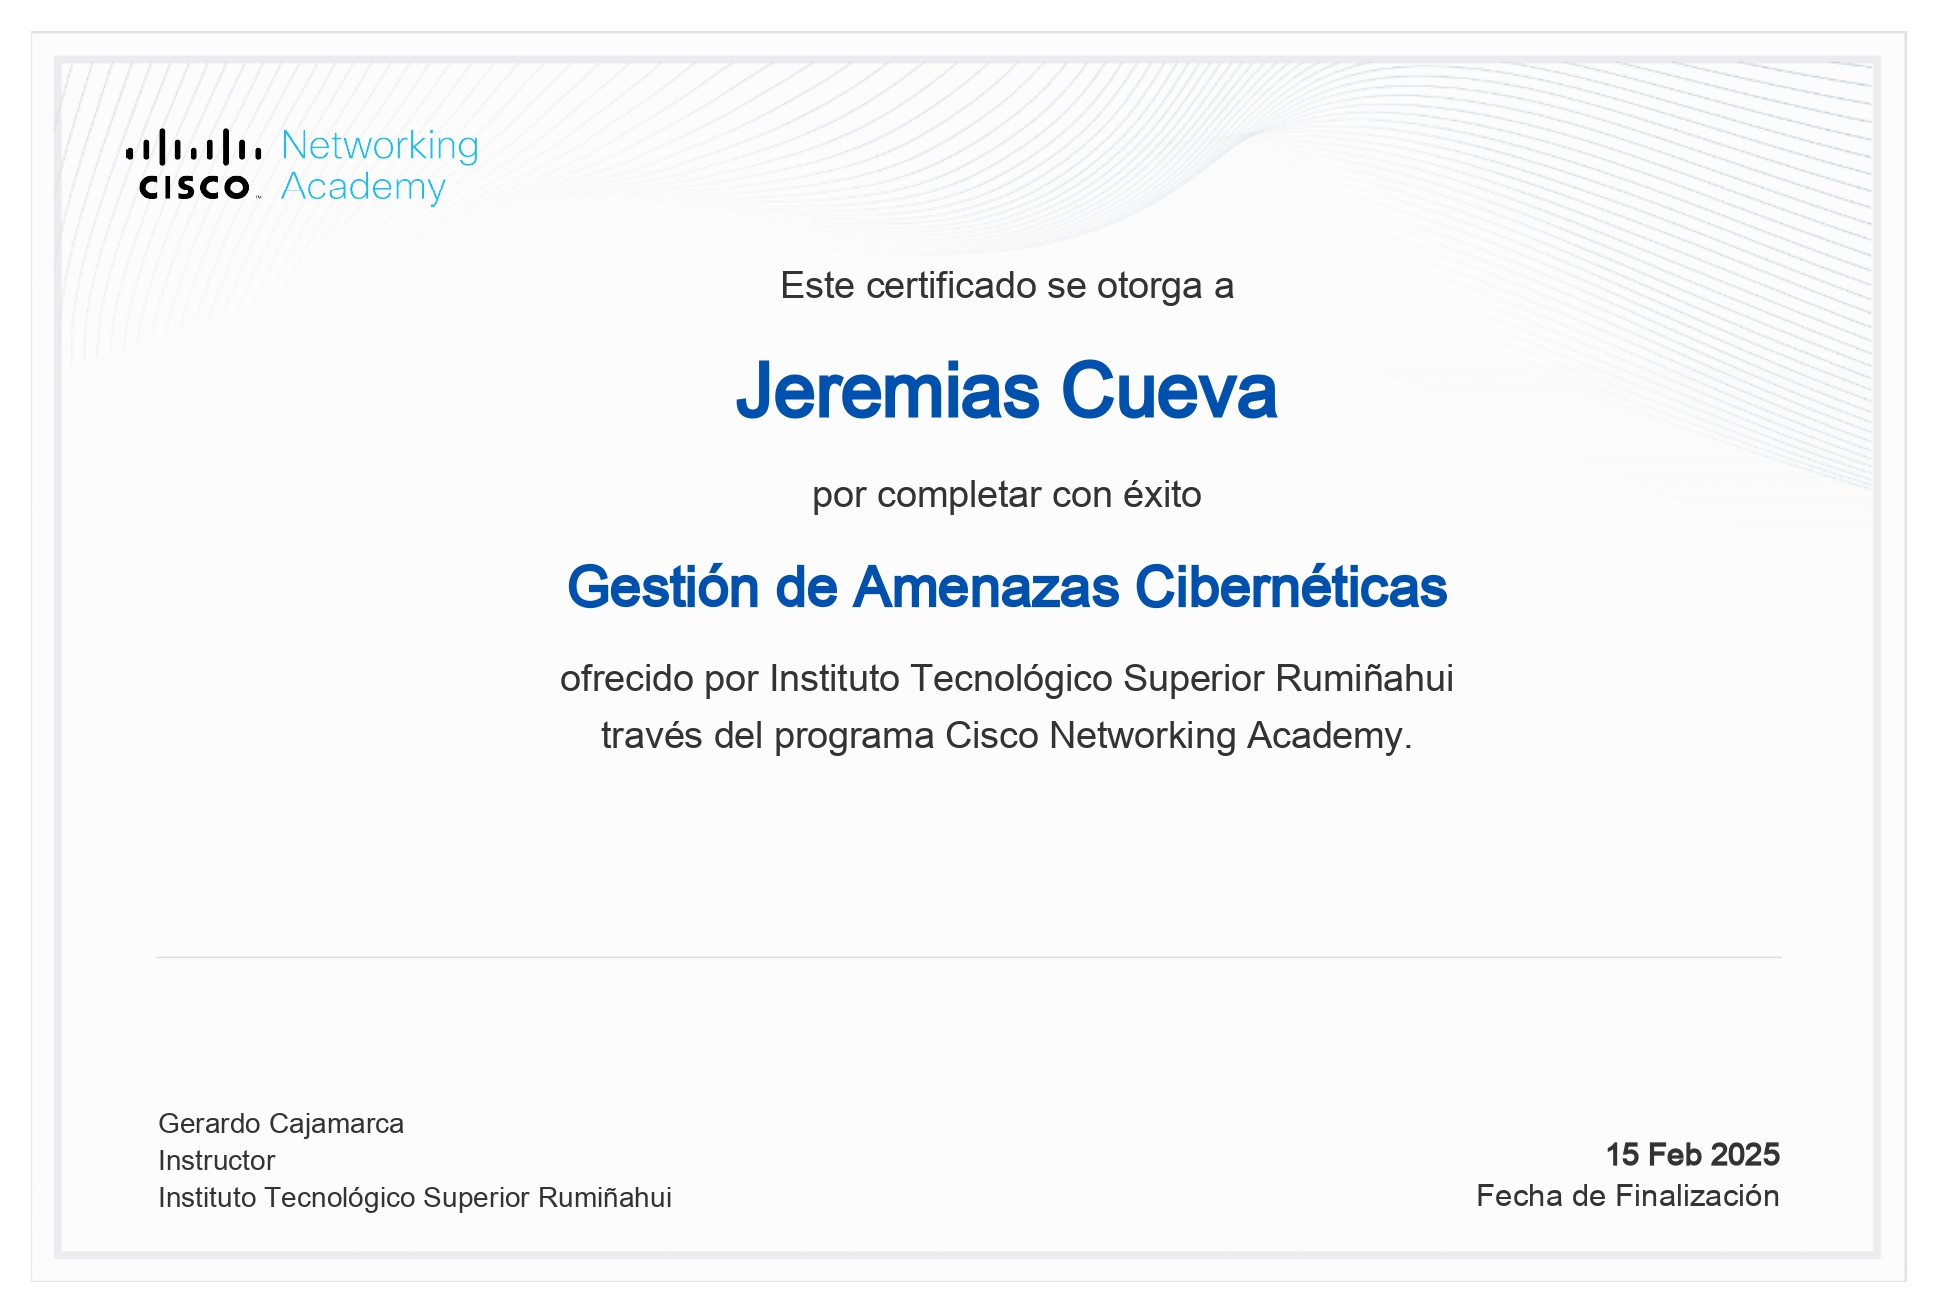 CISCO
Networking
Academy
Este certificado se otorga a
Jeremias Cueva
por completar con éxito
Gestión de Amenazas Cibernéticas
ofrecido por Instituto Tecnológico Superior Rumiñahui
través del programa Cisco Networking Academy.
Gerardo Cajamarca
Instructor
Instituto Tecnológico Superior Rumiñahui
15 Feb 2025
Fecha de Finalización